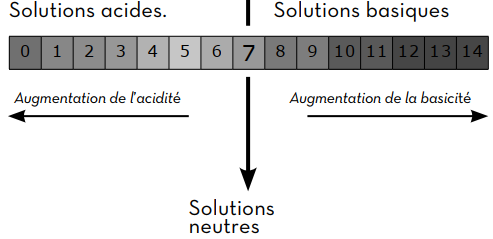 Solutions acides.
Solutions basiques
0 1 2 3 4 5 6 7 8 9 10 11 12 13 14
Augmentation de l'acidité
Augmentation de la basicité
Solutions
neutres